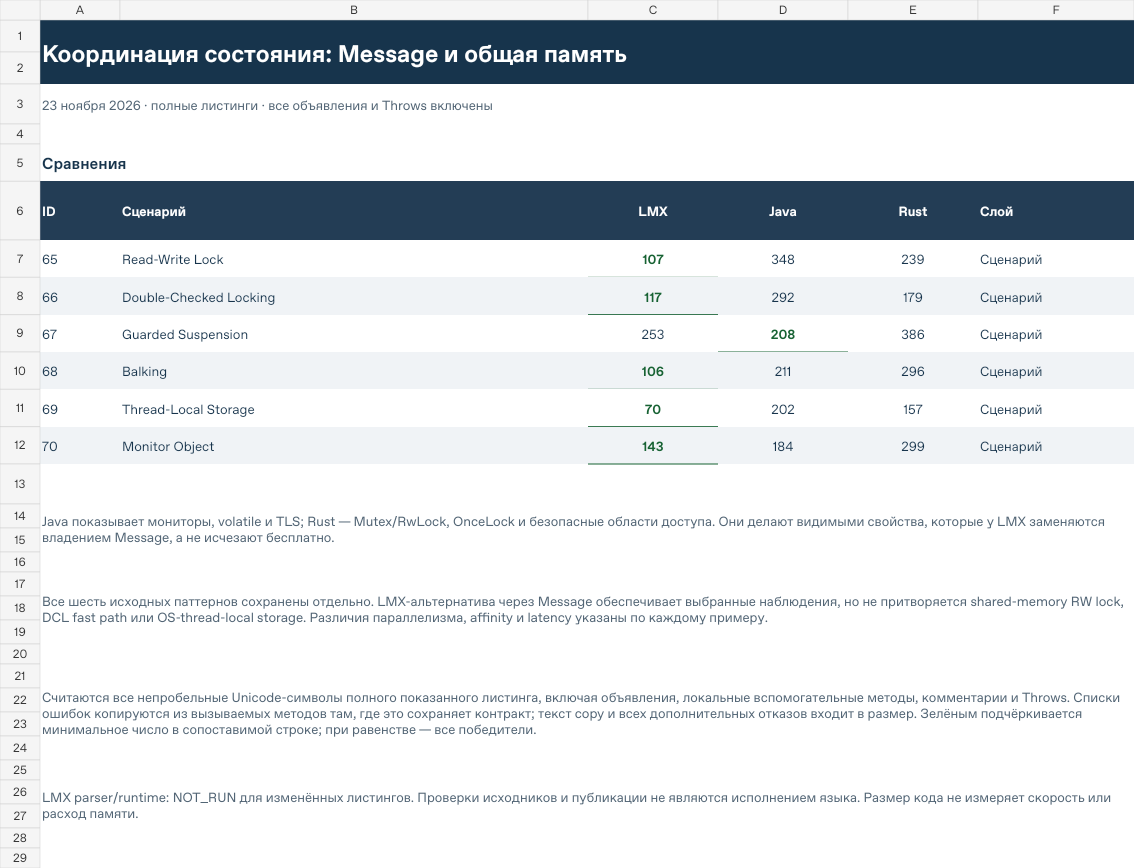 A B C D E F
1
2
Координация состояния: Message и общая память
3 23 ноября 2026 · полные листинги · все объявления и Throws включены
4
5 Сравнения
6 ID Сценарий LMX Java Rust Слой
7 65 Read-Write Lock 107 348 239 Сценарий
8 66 Double-Checked Locking 117 292 179 Сценарий
9 67 Guarded Suspension 253 208 386 Сценарий
10 68 Balking 106 211 296 Сценарий
11 69 Thread-Local Storage 70 202 157 Сценарий
12 70 Monitor Object 143 184 299 Сценарий
13
14 Java показывает мониторы, volatile и TLS; Rust — Mutex/RwLock, OnceLock и безопасные области доступа. Они делают видимыми свойства, которые у LMX заменяются
15 владением Message, а не исчезают бесплатно.
16
17
18 Все шесть исходных паттернов сохранены отдельно. LMX-альтернатива через Message обеспечивает выбранные наблюдения, но не притворяется shared-memory RW lock,
19 DCL fast path или OS-thread-local storage. Различия параллелизма, affinity и latency указаны по каждому примеру.
20
21
22 Считаются все непробельные Unicode-символы полного показанного листинга, включая объявления, локальные вспомогательные методы, комментарии и Throws. Списки
23 ошибок копируются из вызываемых методов там, где это сохраняет контракт; текст copy и всех дополнительных отказов входит в размер. Зелёным подчёркивается
24 минимальное число в сопоставимой строке; при равенстве — все победители.
25
26 LMX parser/runtime: NOT_RUN для изменённых листингов. Проверки исходников и публикации не являются исполнением языка. Размер кода не измеряет скорость или
27 расход памяти.
28
29